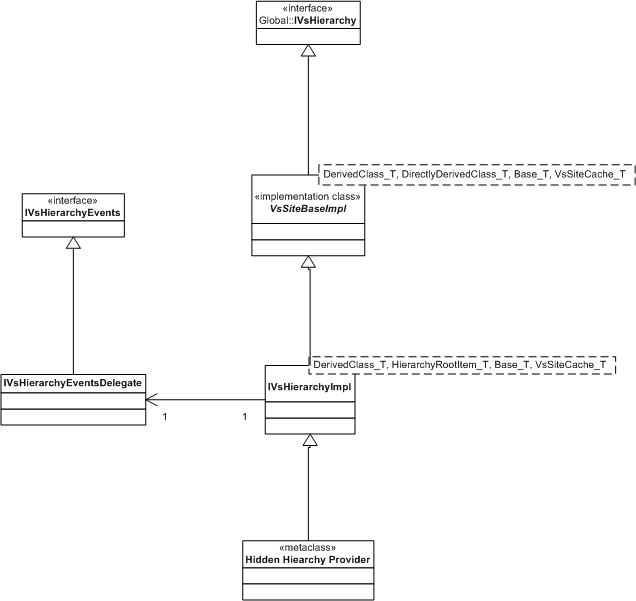 «interface»
Global::IVsHierarchy
DerivedClass_T, DirectlyDerivedClass_T, Base_T, VsSiteCache_T
«implementation class»
VsSiteBaseImpl
«interface»
IVsHierarchyEvents
DerivedClass_T, HierarchyRootItem_T, Base_T, VsSiteCache_T
IVsHierarchyEventsDelegate
IVsHierarchyImpl
1
1
«metaclass»
Hidden Hiearchy Provider